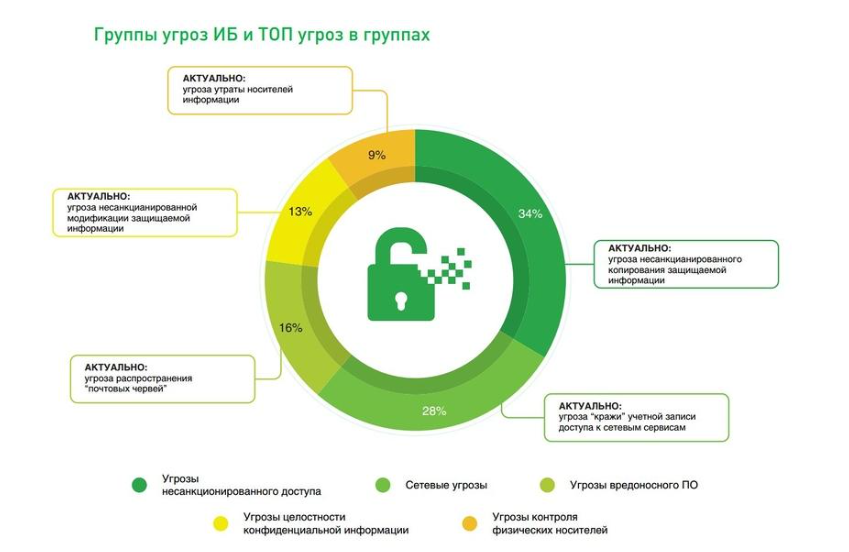 Группы угроз ИБ и ТОП угроз в группах
АКТУАЛЬНО:
угроза утраты носителей
информации
9%
АКТУАЛЬНО:
угроза несанкцианированной
модификации защищаемой
информации
13%
34%
АКТУАЛЬНО:
угроза несанкцианированного
копирования защищаемой
информации
16%
АКТУАЛЬНО:
угроза распространения
"почтовых червей"
28%
АКТУАЛЬНО:
угроза "кражи" учетной записи
доступа к сетевым сервисам
Угрозы
несанкционированного доступа
Сетевые угрозы
Угрозы вредоносного ПО
Угрозы целостности
конфиденциальной информации
Угрозы контроля
физических носителей